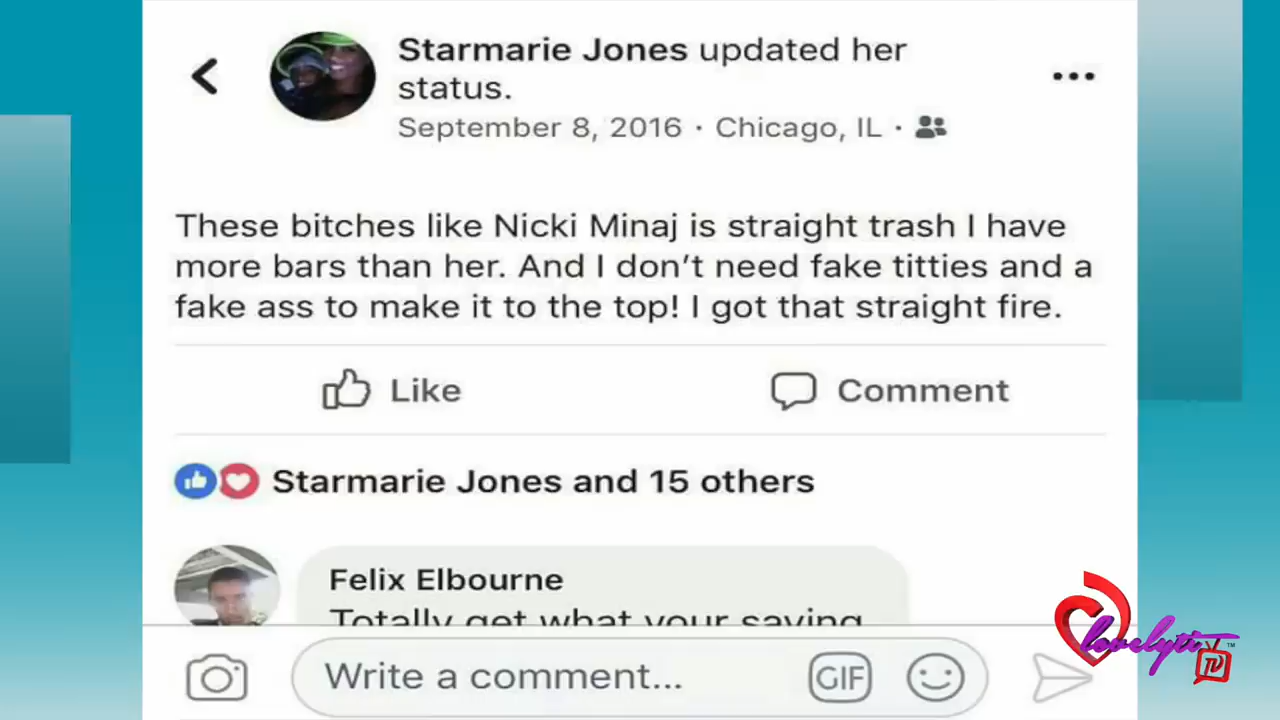 Starmarie Jones updated her
status.
September 8, 2016 · Chicago, IL ·
These bitches like Nicki Minaj is straight trash I have
more bars than her. And I don't need fake titties and a
fake ass to make it to the top! I got that straight fire.
Like
Comment
Starmarie Jones and 15 others
Felix Elbourne
Totally get what your saying
Write a comment...
GIF
lovelyti
TV
™